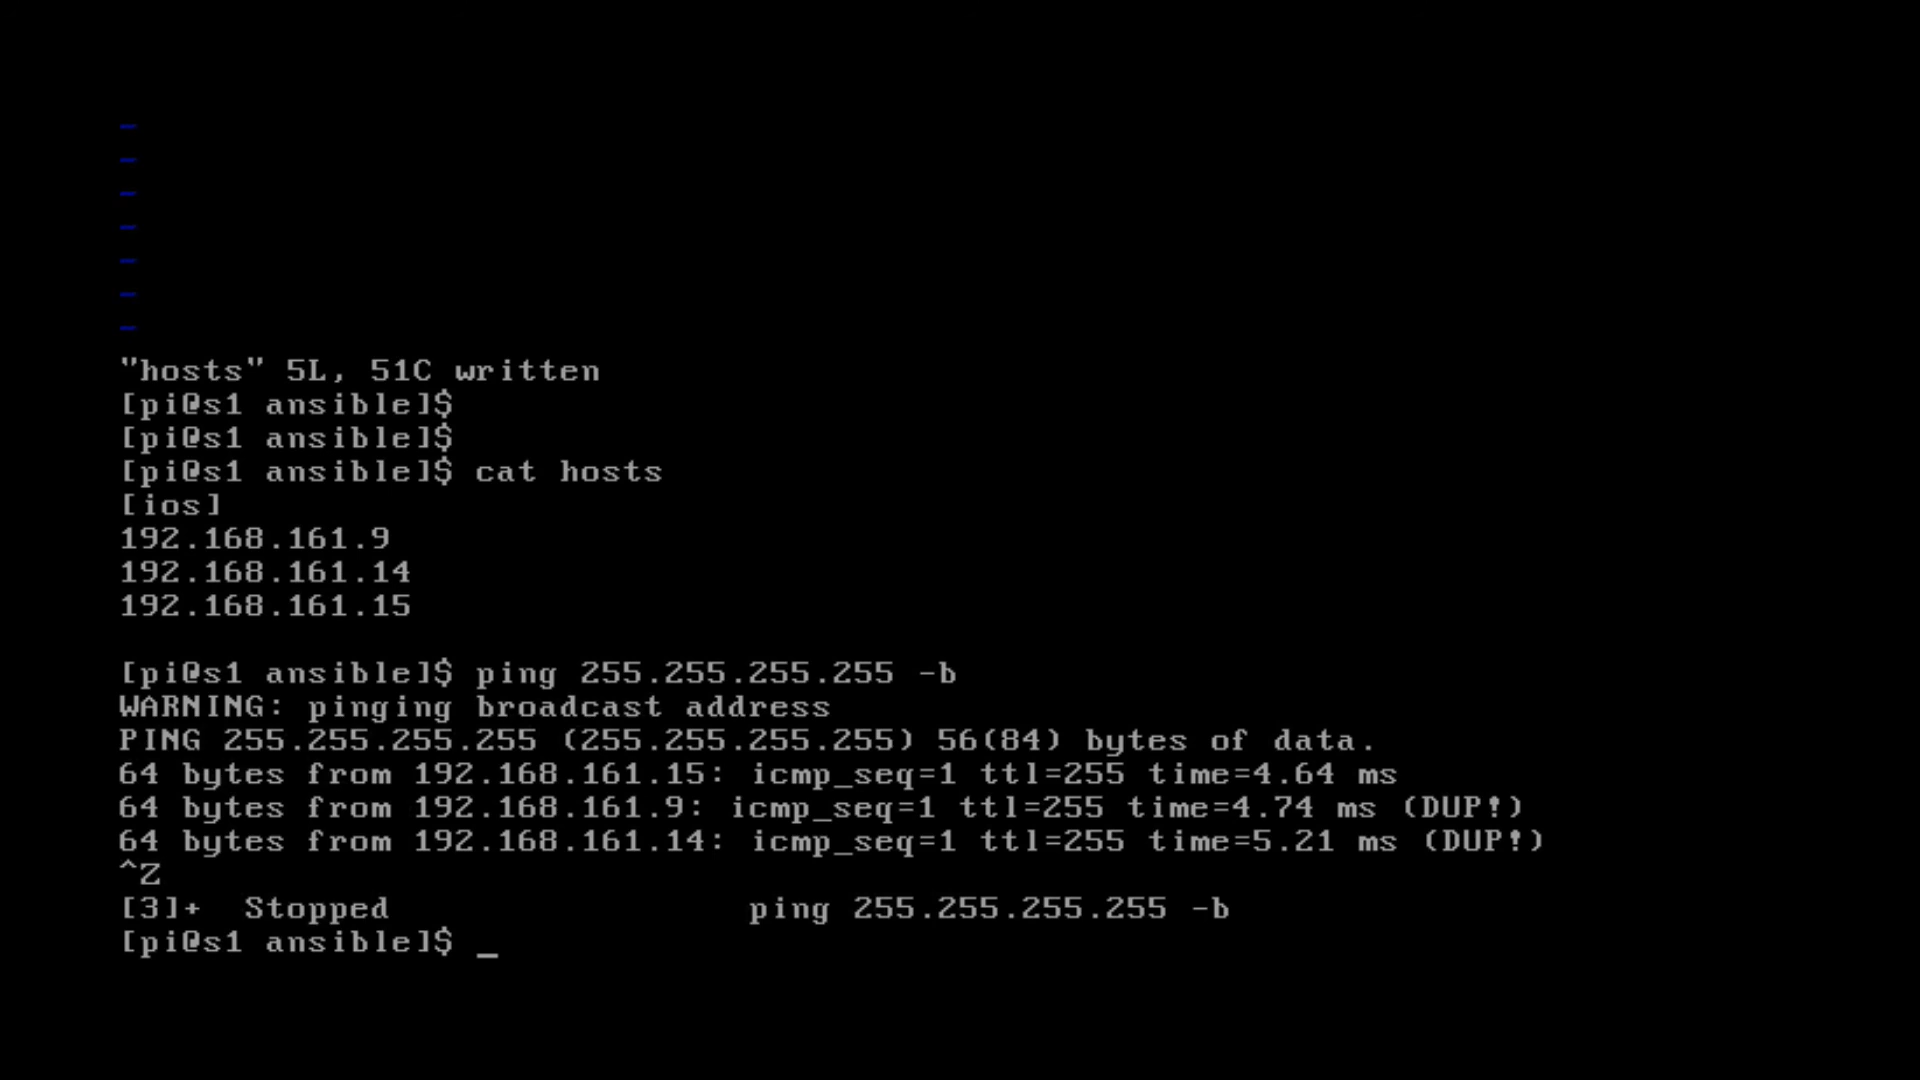 ~
~
~
~
~
~
~
"hosts" 5L, 51C written
[pi@s1 ansible]$
[pi@s1 ansible]$
[pi@s1 ansible]$ cat hosts
[ios]
192.168.161.9
192.168.161.14
192.168.161.15
[pi@s1 ansible]$ ping 255.255.255.255 -b
WARNING: pinging broadcast address
PING 255.255.255.255 (255.255.255.255) 56(84) bytes of data.
64 bytes from 192.168.161.15: icmp_seq=1 ttl=255 time=4.64 ms
64 bytes from 192.168.161.9: icmp_seq=1 ttl=255 time=4.74 ms (DUP!)
64 bytes from 192.168.161.14: icmp_seq=1 ttl=255 time=5.21 ms (DUP!)
^Z
[3]+  Stopped                 ping 255.255.255.255 -b
[pi@s1 ansible]$ _